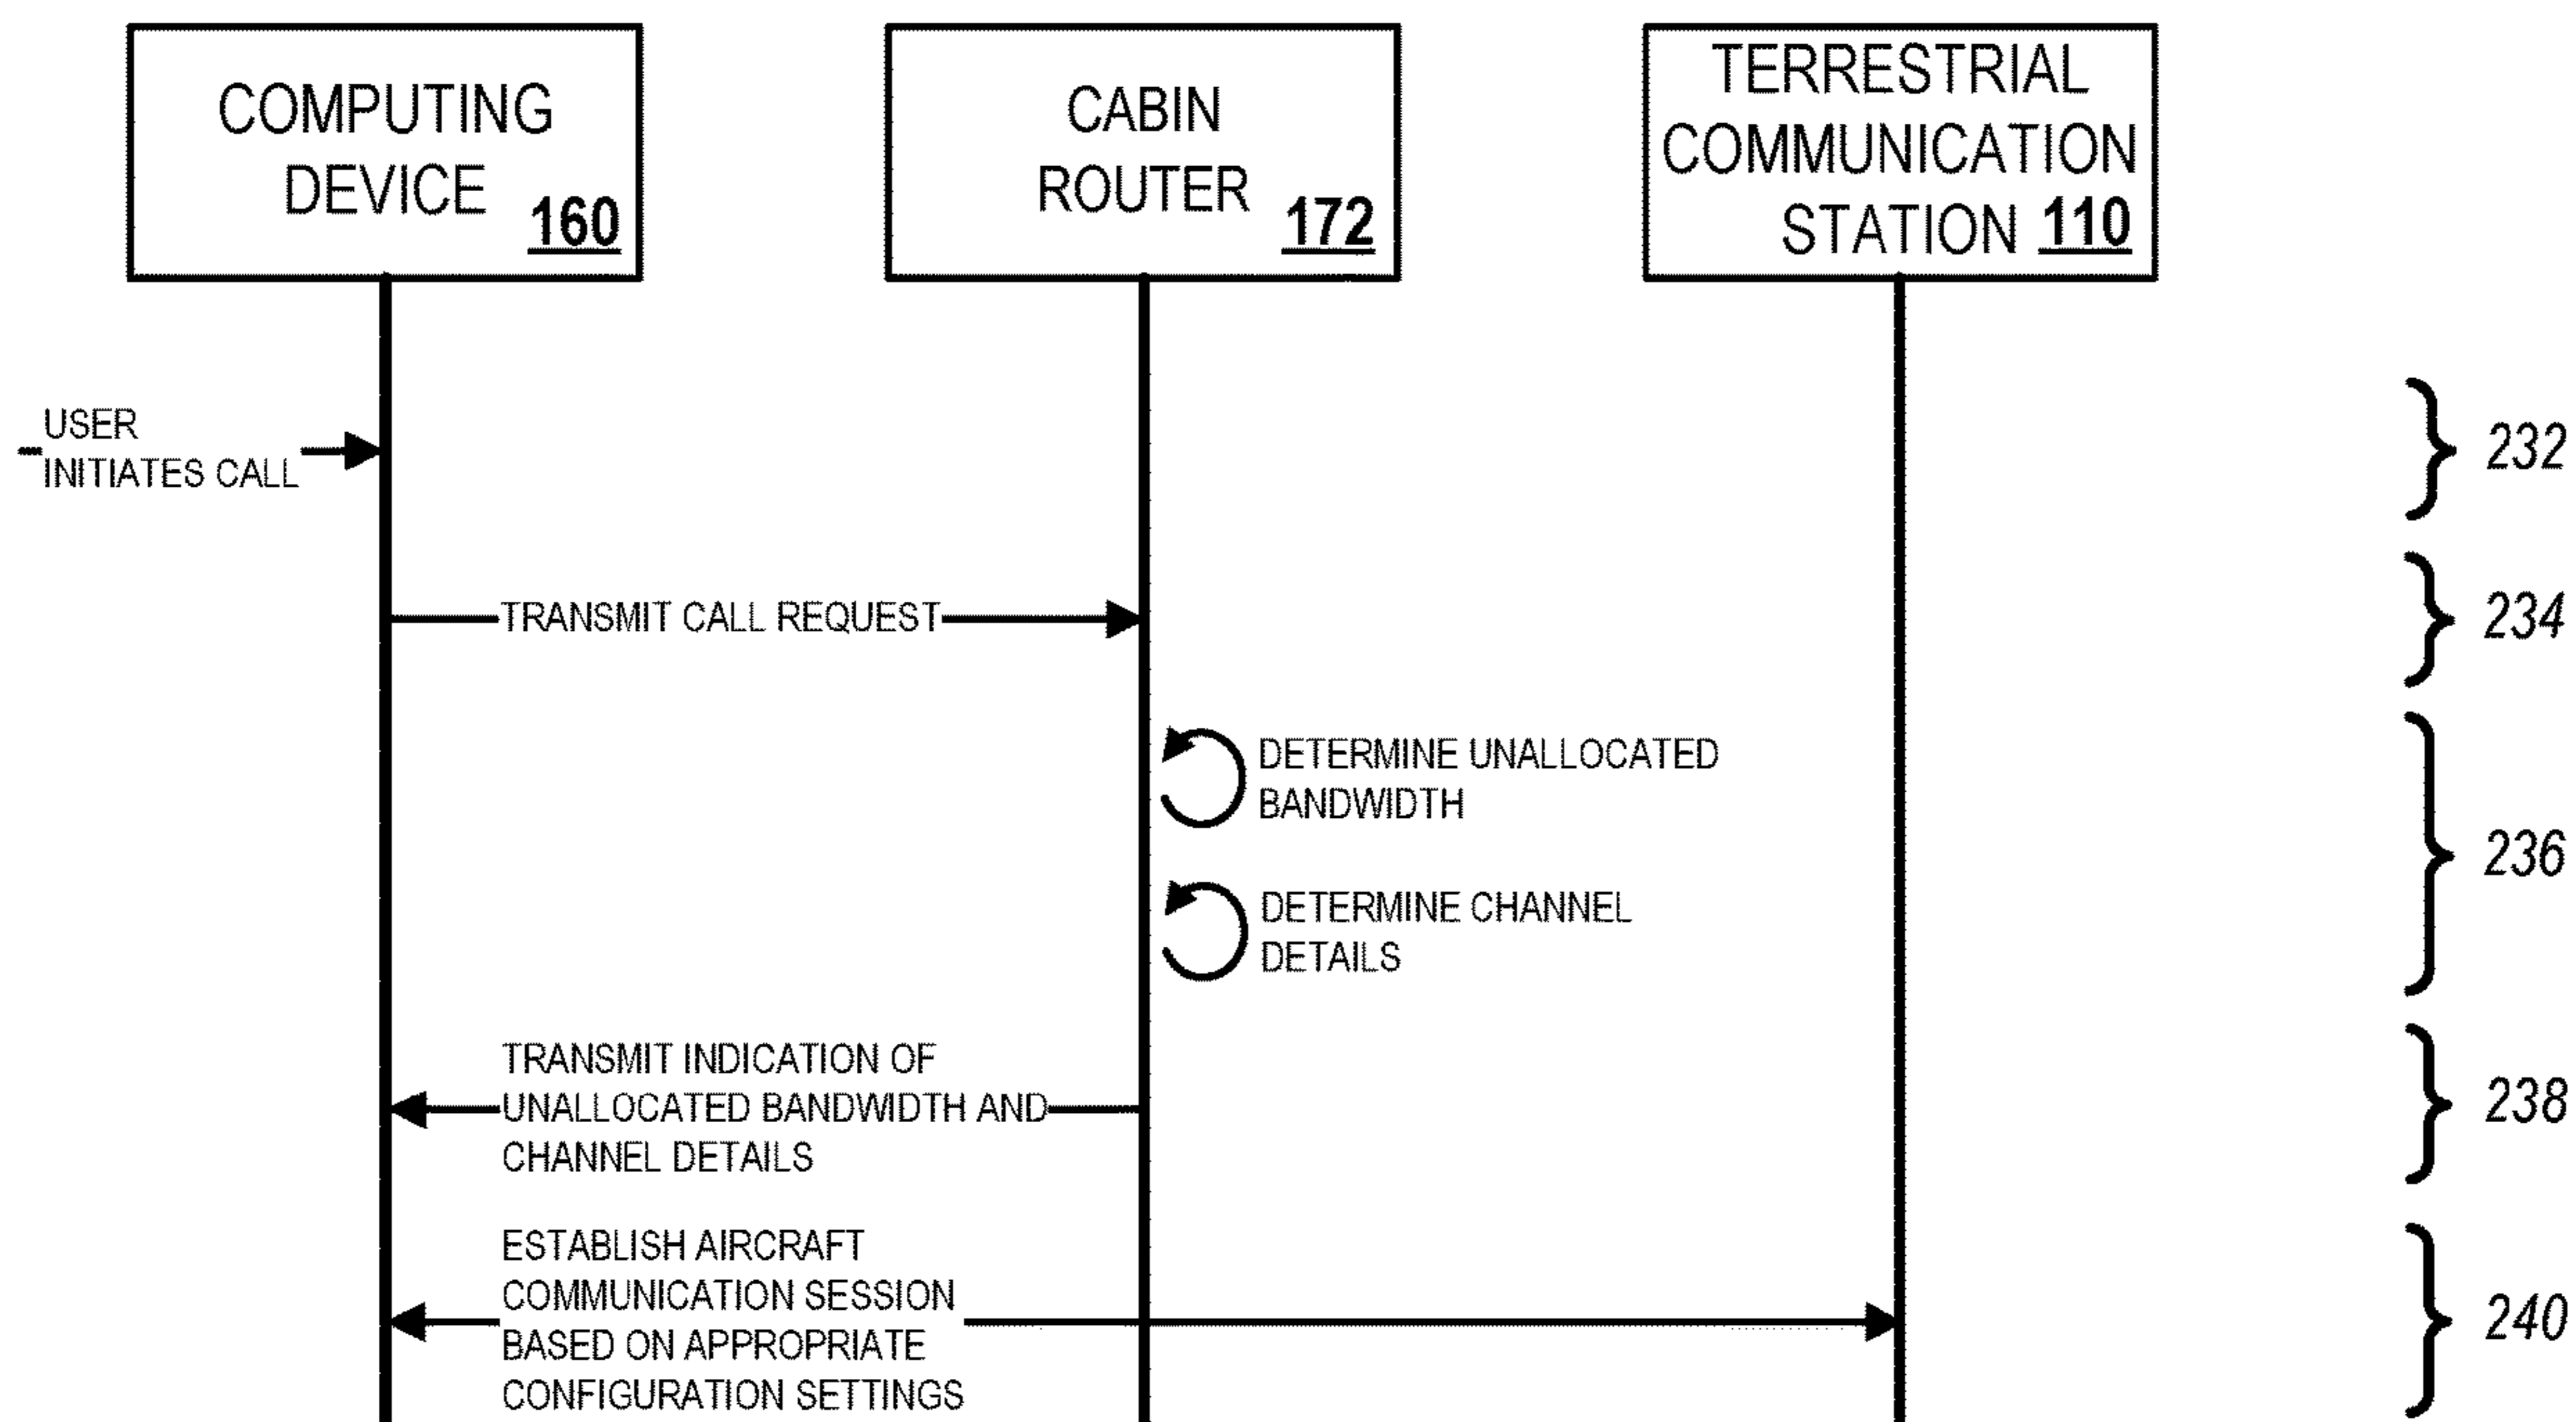 COMPUTING
DEVICE 160
CABIN
ROUTER 172
TERRESTRIAL
COMMUNICATION
STATION 110
USER
INITIATES CALL
232
TRANSMIT CALL REQUEST
234
DETERMINE UNALLOCATED
BANDWIDTH
DETERMINE CHANNEL
DETAILS
236
TRANSMIT INDICATION OF
UNALLOCATED BANDWIDTH AND
CHANNEL DETAILS
238
ESTABLISH AIRCRAFT
COMMUNICATION SESSION
BASED ON APPROPRIATE
CONFIGURATION SETTINGS
240